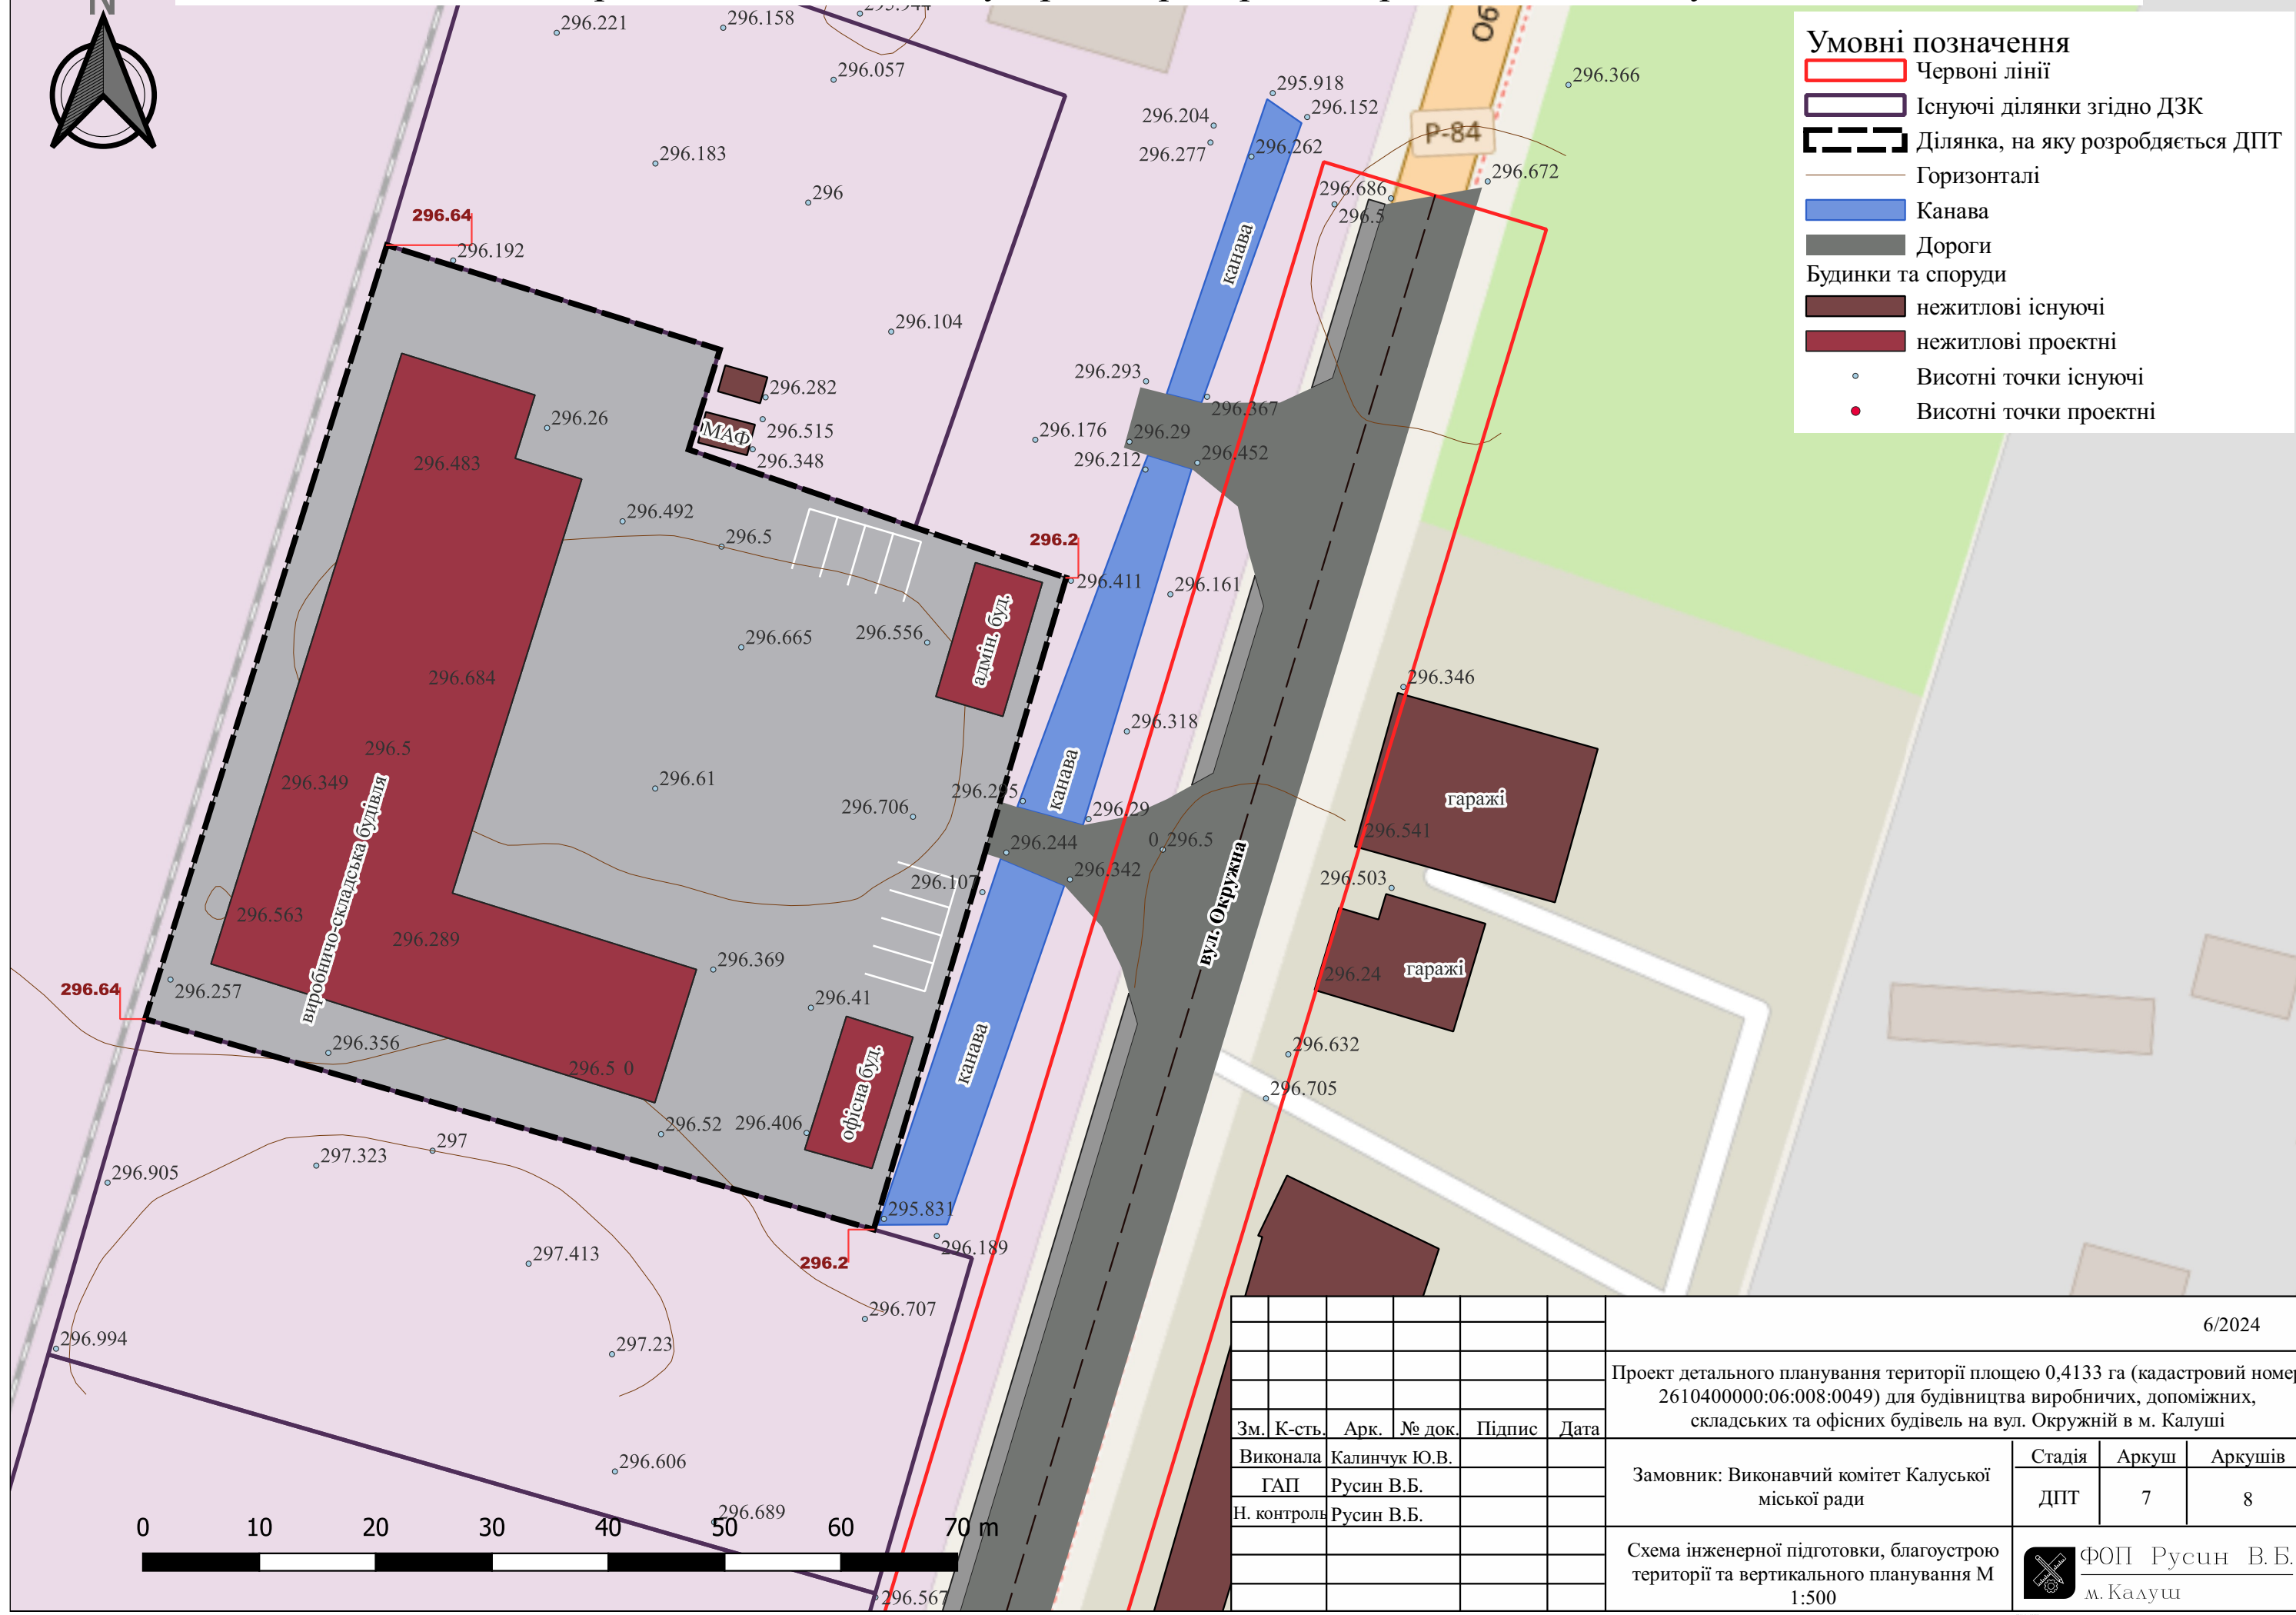 N
296.221
296.158
296.057
296.183
296
296.64
296.192
296.104
295.918
296.204
296.152
296.277
296.262
Р-84
296.366
296.672
296.686
296.5
канава
296.293
296.367
296.282
296.26
МАФ
296.515
296.348
296.176
296.29
296.212
296.452
296.483
296.492
296.5
296.2
296.411
296.161
296.665
296.556
адмін. буд.
296.684
296.346
296.318
296.5
296.349
296.61
296.706
296.295
канава
296.29
гаражі
виробничо-складська будівля
296.244
0
296.5
296.541
296.342
296.107
296.503
вул. Окружна
296.563
296.289
296.369
296.24
гаражі
296.64
296.257
296.41
296.356
296.5
0
офісна буд.
канава
296.632
296.705
296.52
296.406
297
297.323
296.905
295.831
296.189
297.413
296.2
296.707
296.994
297.23
296.606
296.689
296.567
0 10 20 30 40 50 60 70 m
Умовні позначення
Червоні лінії
Існуючі ділянки згідно ДЗК
Ділянка, на яку розробдяється ДПТ
Горизонталі
Канава
Дороги
Будинки та споруди
нежитлові існуючі
нежитлові проектні
Висотні точки існуючі
Висотні точки проектні
6/2024
Проект детального планування території площею 0,4133 га (кадастровий номер
2610400000:06:008:0049) для будівництва виробничих, допоміжних,
складських та офісних будівель на вул. Окружній в м. Калуші
Зм. К-сть. Арк. № док. Підпис Дата
Виконала Калинчук Ю.В.
ГАП Русин В.Б.
Н. контроль Русин В.Б.
Замовник: Виконавчий комітет Калуської
міської ради
Стадія Аркуш Аркушів
ДПТ 7 8
Схема інженерної підготовки, благоустрою
території та вертикального планування М
1:500
ФОП Русин В.Б.
м.Калуш